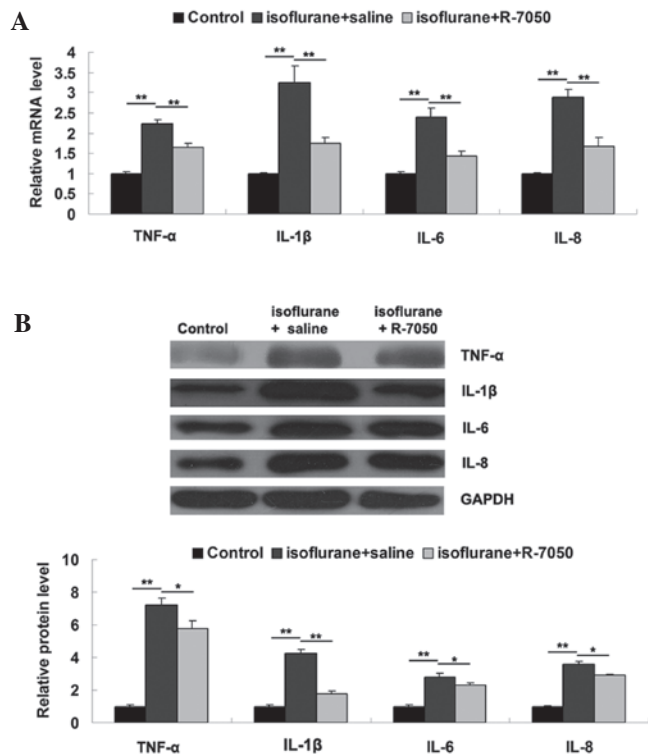 A
Control isoflurane+saline isoflurane+R-7050
Relative mRNA level
4
3.5
3
2.5
2
1.5
1
0.5
0
** ** ** ** ** ** ** **
TNF-α IL-1β IL-6 IL-8
B
Control isoflurane + saline isoflurane + R-7050
TNF-α
IL-1β
IL-6
IL-8
GAPDH
Control isoflurane+saline isoflurane+R-7050
Relative protein level
10
8
6
4
2
0
** * ** ** ** * ** *
TNF-α IL-1β IL-6 IL-8